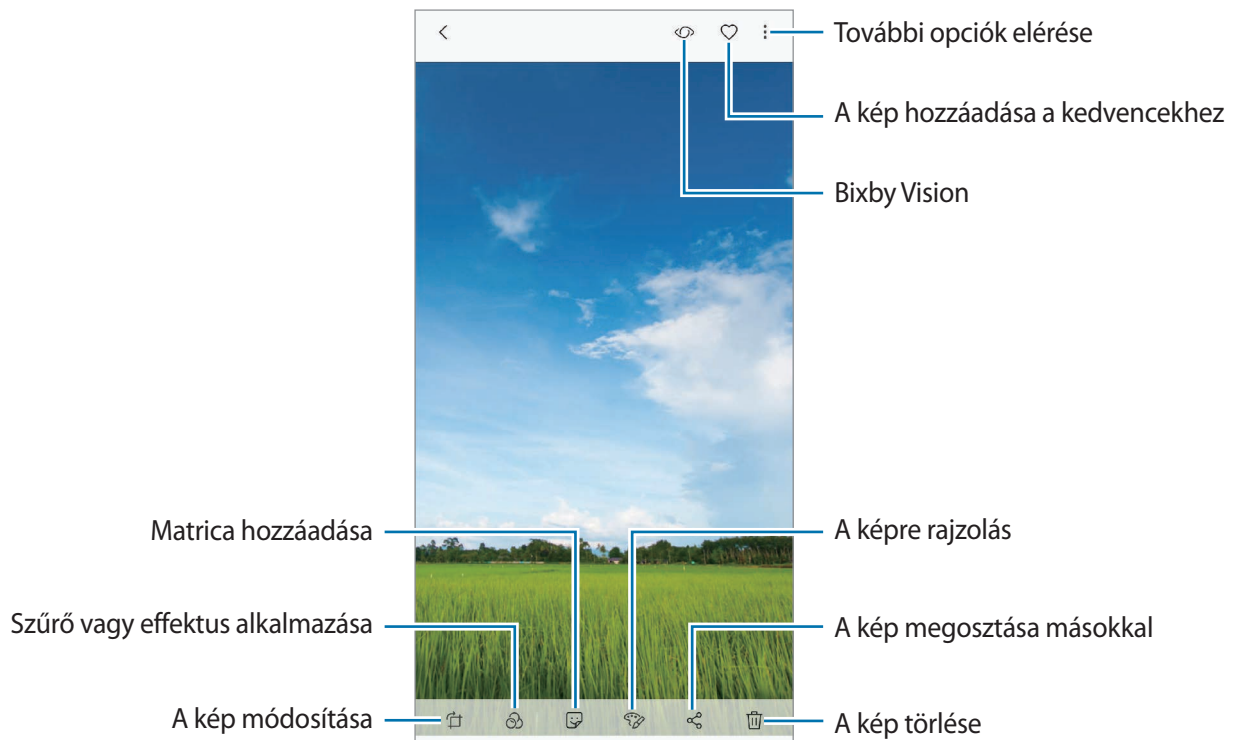 További opciók elérése
A kép hozzáadása a kedvencekhez
Bixby Vision
Matrica hozzáadása
A képre rajzolás
Szűrő vagy effektus alkalmazása
A kép megosztása másokkal
A kép módosítása
A kép törlése